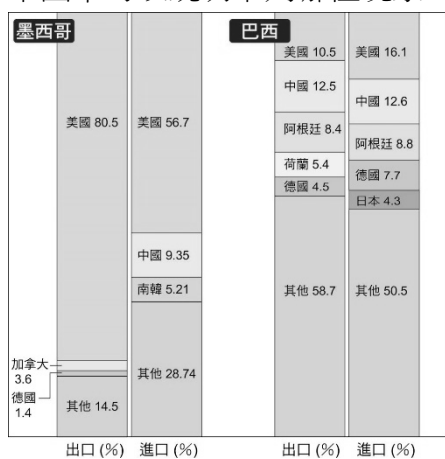 墨西哥
美國 80.5
加拿大
3.6
德國
1.4
其他 14.5
出口 (%)
美國 56.7
中國 9.35
南韓 5.21
其他 28.74
進口 (%)
巴西
美國 10.5
中國 12.5
阿根廷 8.4
荷蘭 5.4
德國 4.5
其他 58.7
出口 (%)
美國 16.1
中國 12.6
阿根廷 8.8
德國 7.7
日本 4.3
其他 50.5
進口 (%)